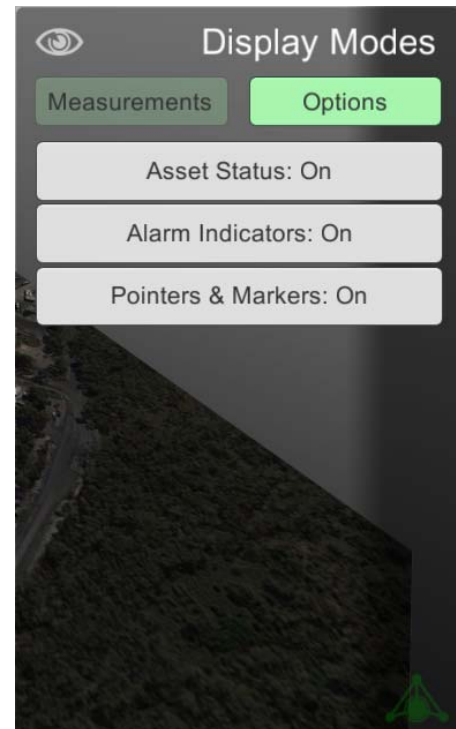 Display Modes
Measurements Options
Asset Status: On
Alarm Indicators: On
Pointers & Markers: On